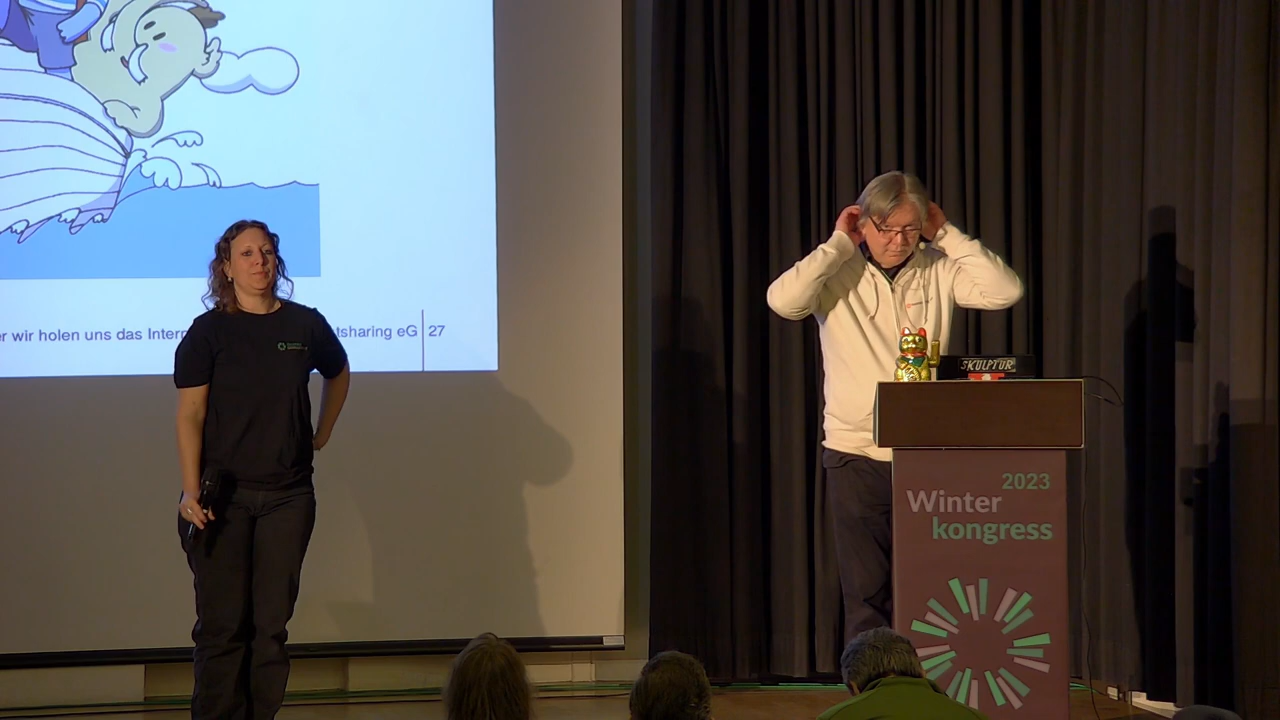 er wir holen uns das Intern
tsharing eG
27
SKULPTUR
2023
Winter
kongress